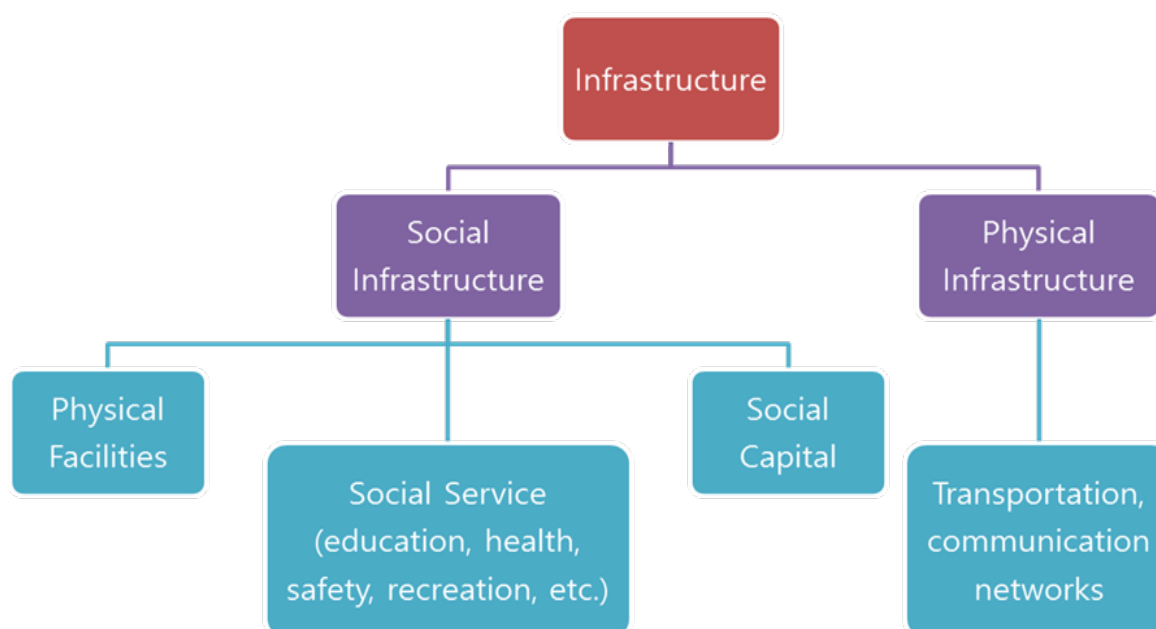 Infrastructure
Social
Infrastructure
Physical
Infrastructure
Physical
Facilities
Social Service
(education, health,
safety, recreation, etc.)
Social
Capital
Transportation,
communication
networks